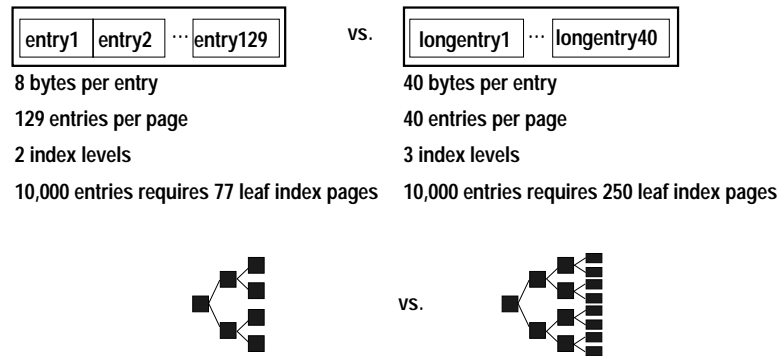 entry1 entry2 ... entry129
vs.
longentry1 ... longentry40
8 bytes per entry
129 entries per page
2 index levels
10,000 entries requires 77 leaf index pages
40 bytes per entry
40 entries per page
3 index levels
10,000 entries requires 250 leaf index pages
vs.